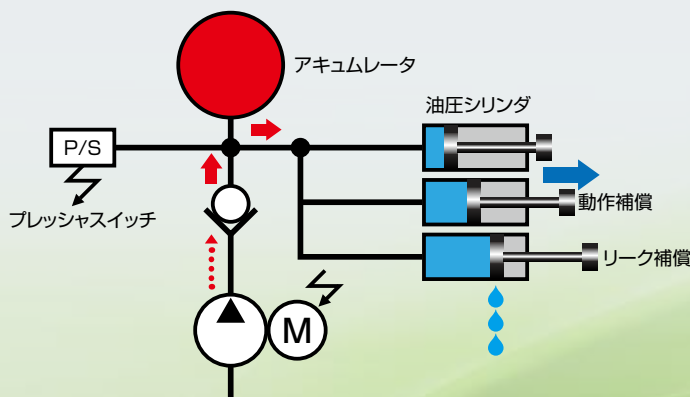 アキュムレータ
油圧シリンダ
P/S
プレッシャスイッチ
動作補償
リーク補償
M